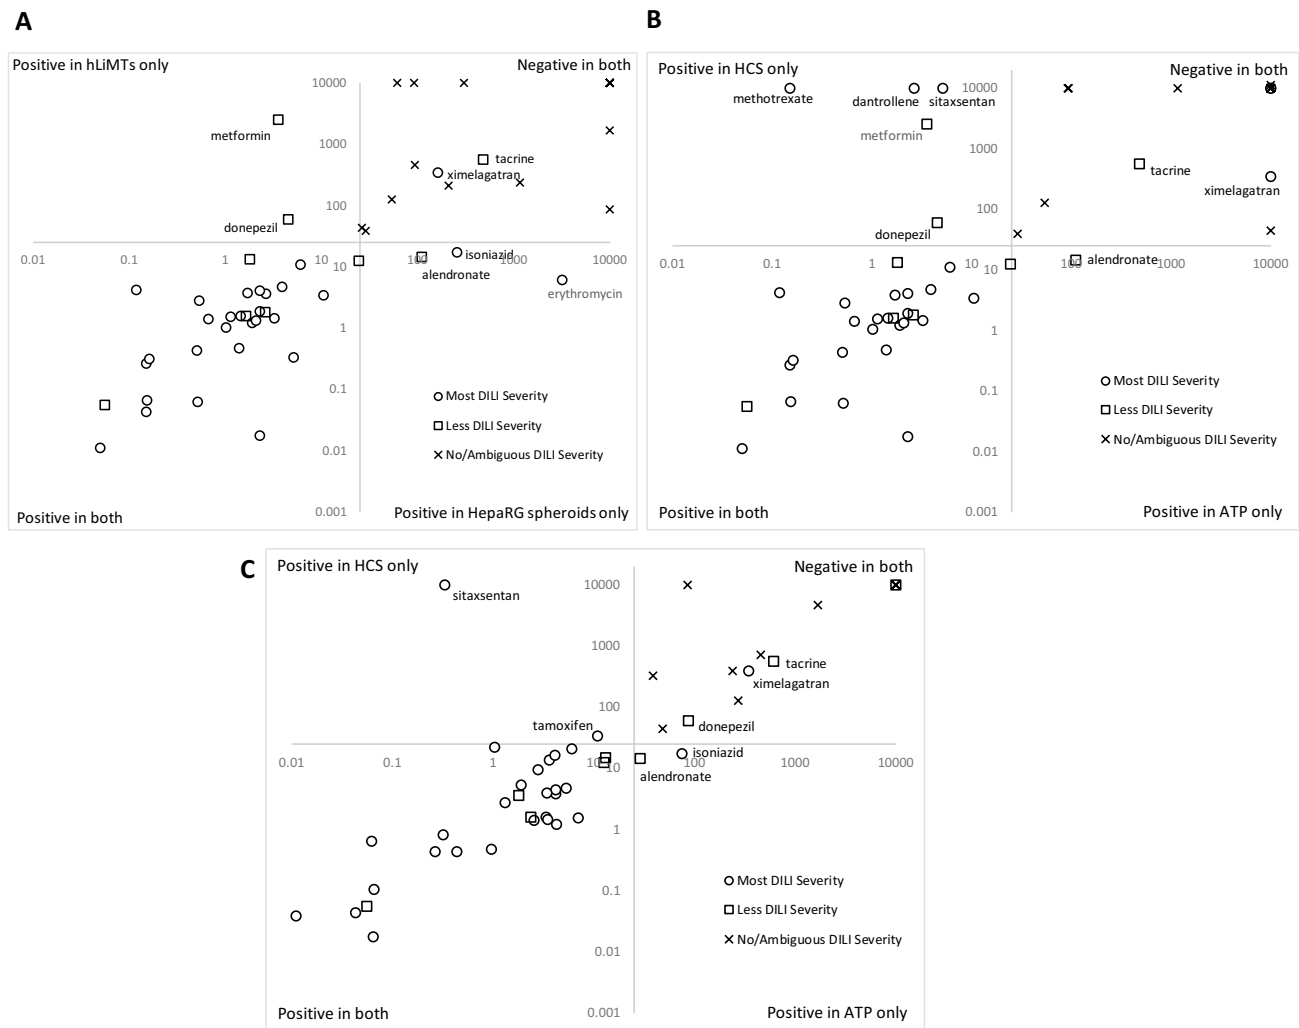 A
Positive in hLiMTs only
Negative in both
10000
metformin
1000
tacrine
ximelagatran
100
donepezil
0.01 0.1 1 10 100 1000 10000
isoniazid
10
alendronate
erythromycin
1
0.1
Most DILI Severity
Less DILI Severity
No/Ambiguous DILI Severity
0.01
0.001
Positive in both
Positive in HepaRG spheroids only
B
Positive in HCS only
Negative in both
10000
methotrexate
dantrollene
sitaxsentan
metformin
1000
tacrine
ximelagatran
100
donepezil
alendronate
0.01 0.1 1 10 100 1000 10000
10
1
Most DILI Severity
0.1
Less DILI Severity
No/Ambiguous DILI Severity
0.01
0.001
Positive in both
Positive in ATP only
C
Positive in HCS only
Negative in both
10000
sitaxsentan
1000
tacrine
ximelagatran
100
tamoxifen
donepezil
isoniazid
0.01 0.1 1 10 100 1000 10000
10
alendronate
1
Most DILI Severity
0.1
Less DILI Severity
No/Ambiguous DILI Severity
0.01
0.001
Positive in both
Positive in ATP only